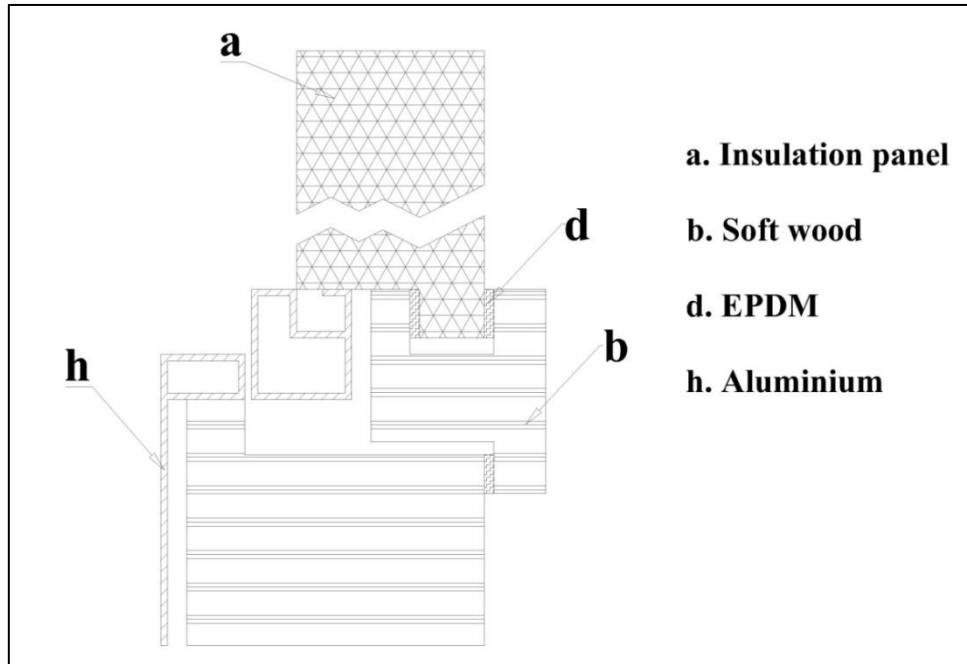 a
a. Insulation panel
d
b. Soft wood
d. EPDM
b
h
h. Aluminium